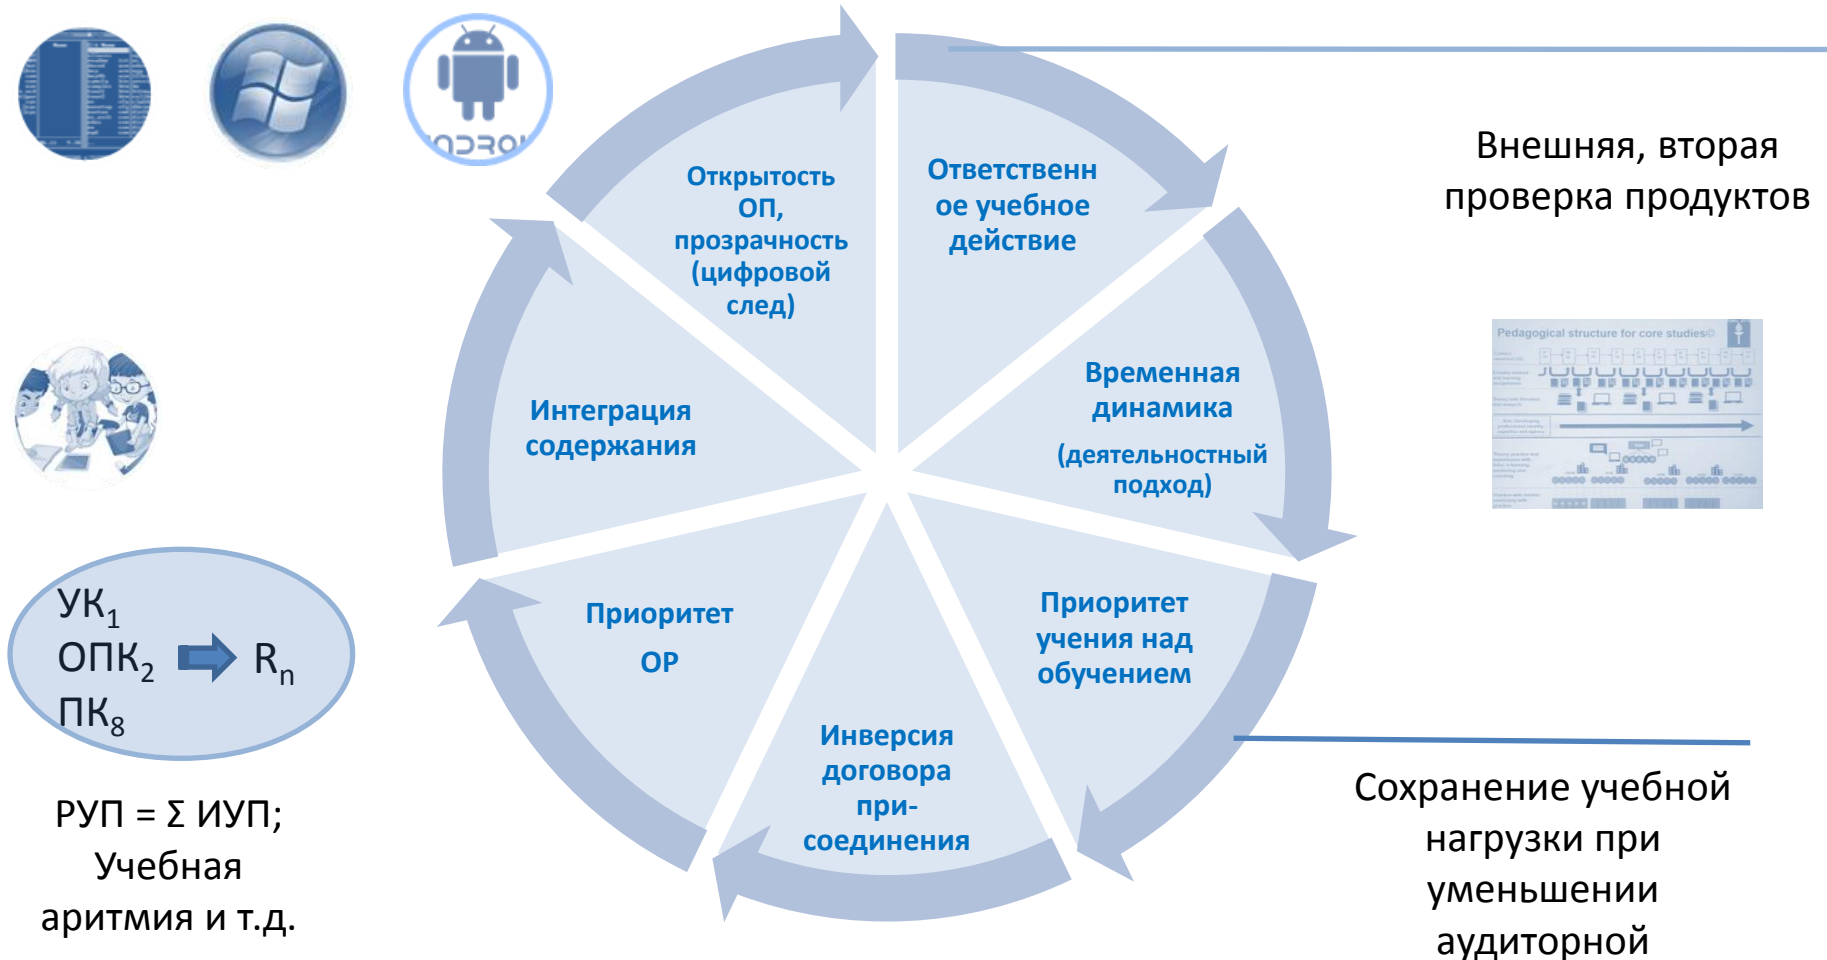 Открытость
ОП,
прозрачность
(цифровой
след)
Ответственн
ое учебное
действие
Внешняя, вторая
проверка продуктов
Pedagogical structure for core studies©
Временная
динамика
(деятельностный
подход)
Интеграция
содержания
Приоритет
учения над
обучением
Приоритет
ОР
УК1
ОПК2
ПК8
Rn
Инверсия
договора
при-
соединения
РУП = Σ ИУП;
Учебная
аритмия и т.д.
Сохранение учебной
нагрузки при
уменьшении
аудиторной